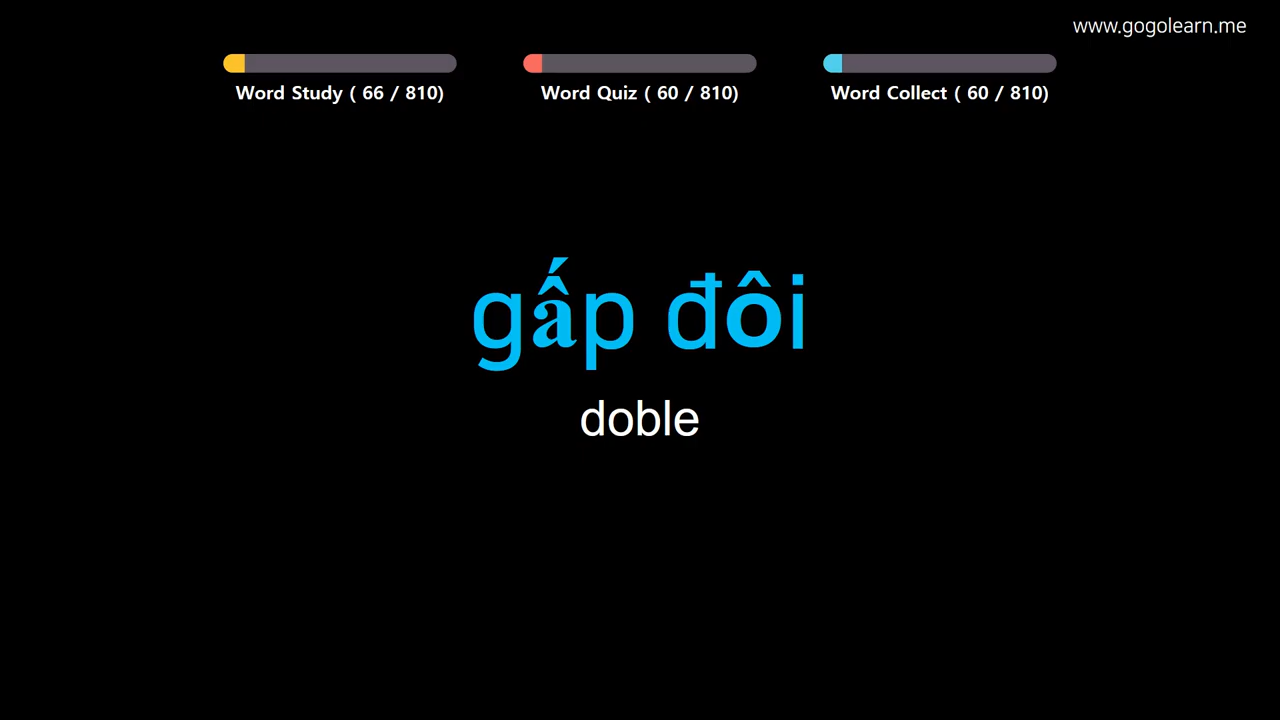 www.gogolearn.me
Word Study ( 66 / 810)
Word Quiz ( 60 / 810)
Word Collect ( 60 / 810)
gấp đôi
doble